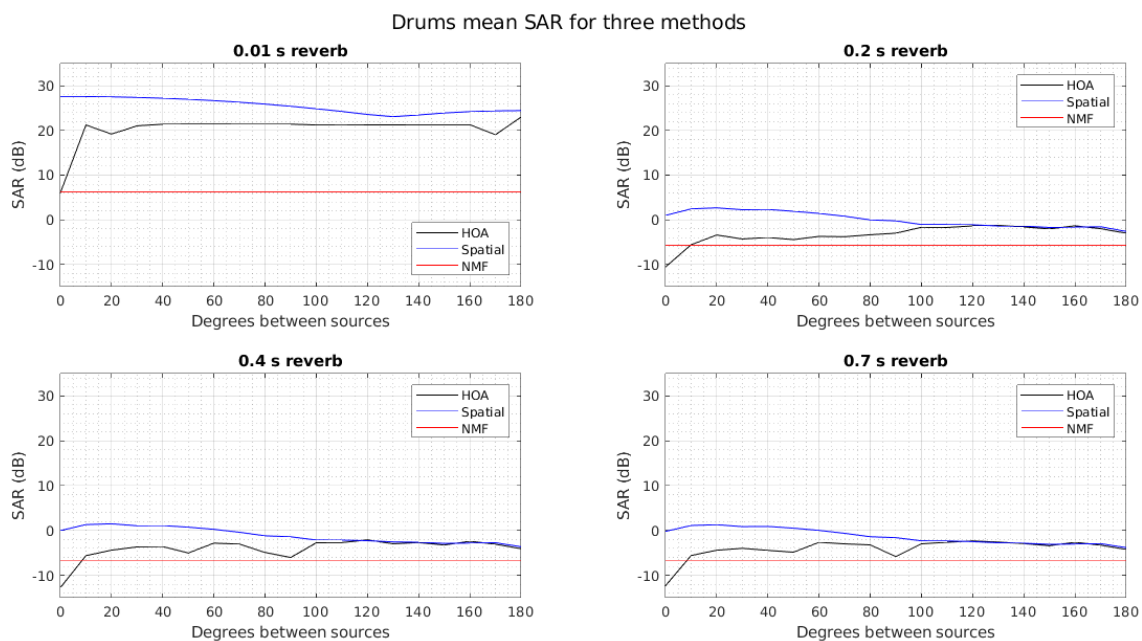 Drums mean SAR for three methods
0.01 s reverb
SAR (dB)
30
20
10
0
-10
HOA
Spatial
NMF
0 20 40 60 80 100 120 140 160 180
Degrees between sources
0.2 s reverb
SAR (dB)
30
20
10
0
-10
HOA
Spatial
NMF
0 20 40 60 80 100 120 140 160 180
Degrees between sources
0.4 s reverb
SAR (dB)
30
20
10
0
-10
HOA
Spatial
NMF
0 20 40 60 80 100 120 140 160 180
Degrees between sources
0.7 s reverb
SAR (dB)
30
20
10
0
-10
HOA
Spatial
NMF
0 20 40 60 80 100 120 140 160 180
Degrees between sources